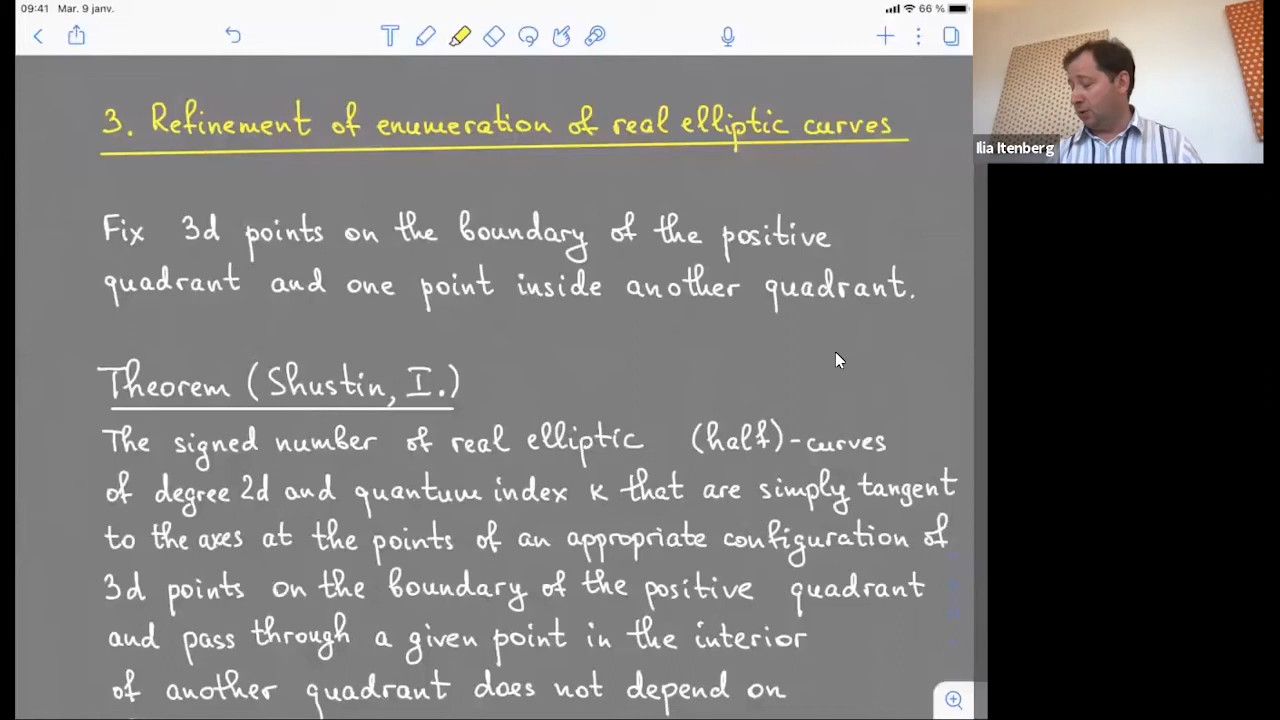 09:41 Mar. 9 janv.
66 %
3. Refinement of enumeration of real elliptic curves
Ilia Itenberg
Fix 3d points on the boundary of the positive
quadrant and one point inside another quadrant.
Theorem (Shustin, I.)
The signed number of real elliptic (half)-curves
of degree 2d and quantum index κ that are simply tangent
to the axes at the points of an appropriate configuration of
3d points on the boundary of the positive quadrant
and pass through a given point in the interior
of another quadrant does not depend on